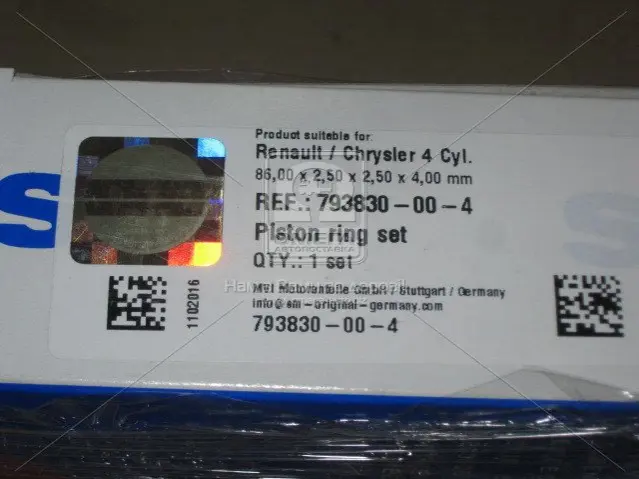 S
Product suitable for:
Renault / Chrysler 4 Cyl.
86,00 x 2,50 x 2,50 x 4,00 mm
REF.: 793830-00-4
Piston ring set
QTY.: 1 set
MVI Motorenteile GmbH / Stuttgart / Germany
info@sm-original-germany.com
793830-00-4
1102016
АВТОПОСТАВКА